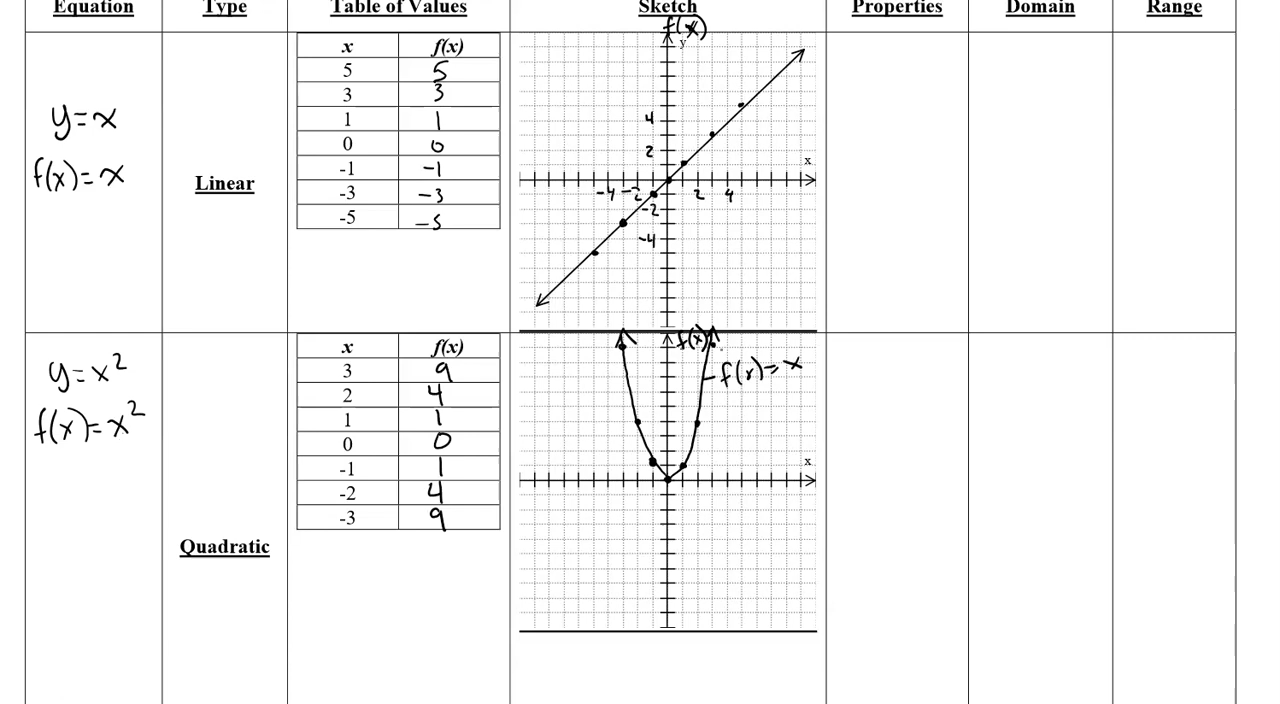 Equation Type Table of Values Sketch Properties Domain Range
y=x
f(x)=x
Linear
x f(x)
5 5
3 3
1 1
0 0
-1 -1
-3 -3
-5 -5
f(x)
y
4
2
x
-4 -2 2 4
-2
-4
y=x²
f(x)=x²
Quadratic
x f(x)
3 9
2 4
1 1
0 0
-1 1
-2 4
-3 9
f(x)
f(x)=x
x